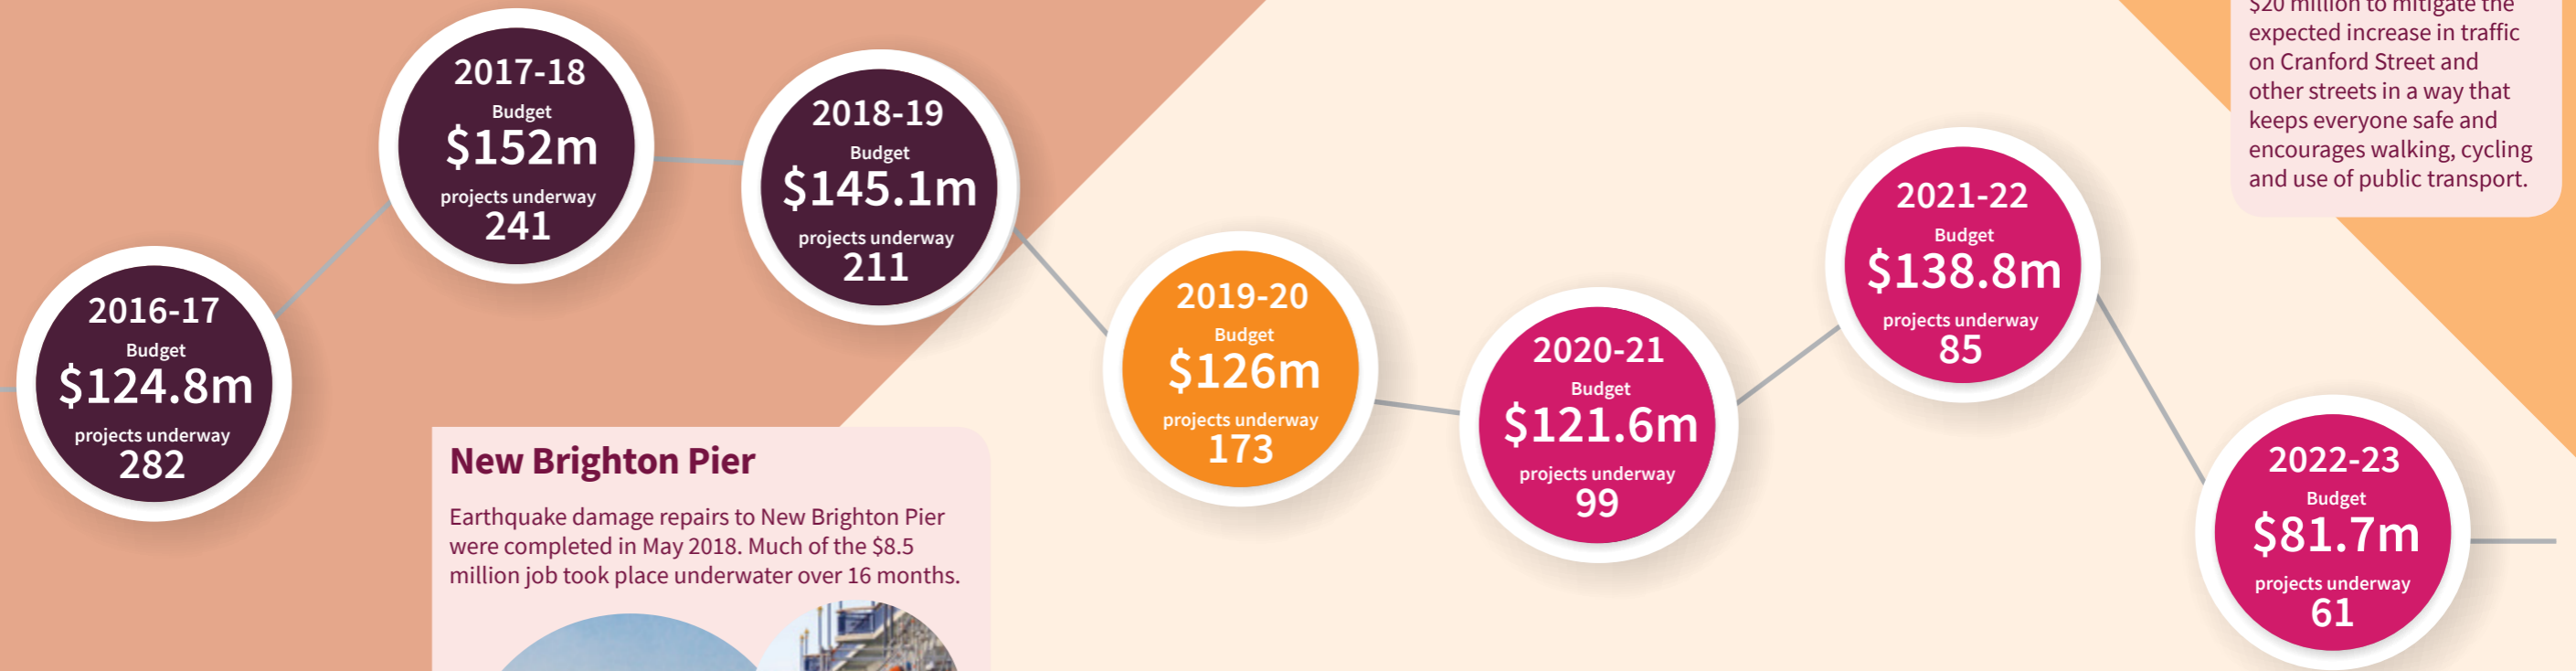 2016-17
Budget
$124.8m
projects underway
282
2017-18
Budget
$152m
projects underway
241
2018-19
Budget
$145.1m
projects underway
211
New Brighton Pier
Earthquake damage repairs to New Brighton Pier
were completed in May 2018. Much of the $8.5
million job took place underwater over 16 months.
2019-20
Budget
$126m
projects underway
173
2020-21
Budget
$121.6m
projects underway
99
2021-22
Budget
$138.8m
projects underway
85
2022-23
Budget
$81.7m
projects underway
61
$20 million to mitigate the
expected increase in traffic
on Cranford Street and
other streets in a way that
keeps everyone safe and
encourages walking, cycling
and use of public transport.